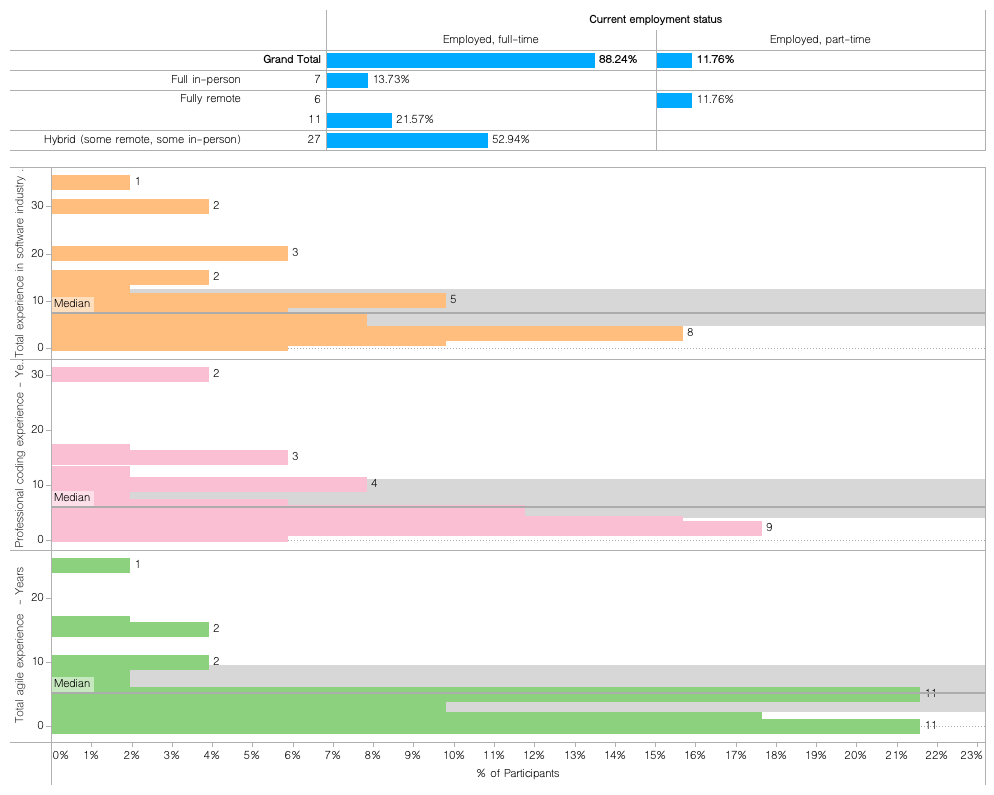 Current employment status
Employed, full-time Employed, part-time
Grand Total 88.24% 11.76%
Full in-person 7 13.73%
Fully remote 6 11.76%
11 21.57%
Hybrid (some remote, some in-person) 27 52.94%
Total experience in software industry .
1
30 2
20 3
2
10 5
Median
8
0
Professional coding experience - Ye..
30 2
20
3
10 4
Median
9
0
Total agile experience - Years
1
20
2
10 2
Median
11
0 11
0% 1% 2% 3% 4% 5% 6% 7% 8% 9% 10% 11% 12% 13% 14% 15% 16% 17% 18% 19% 20% 21% 22% 23%
% of Participants